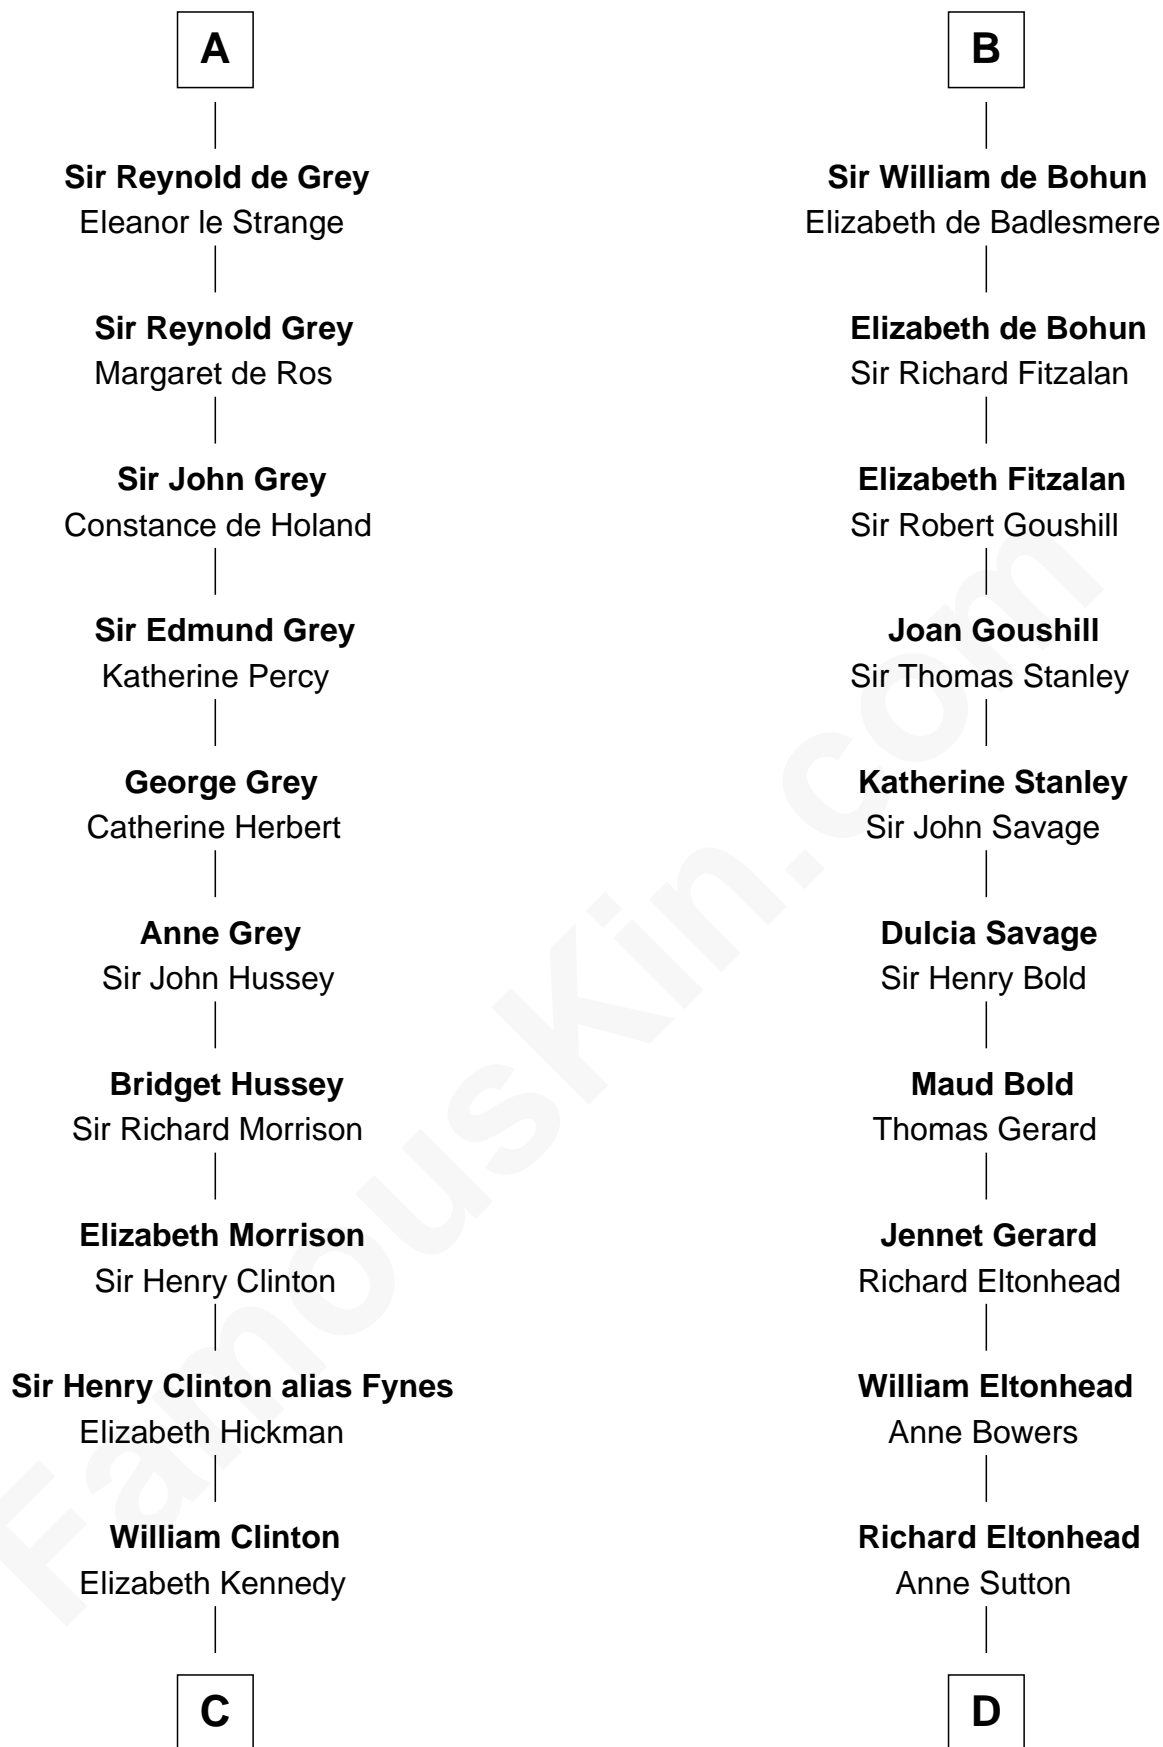 A
Sir Reynold de Grey
Eleanor le Strange
Sir Reynold Grey
Margaret de Ros
Sir John Grey
Constance de Holand
Sir Edmund Grey
Katherine Percy
George Grey
Catherine Herbert
Anne Grey
Sir John Hussey
Bridget Hussey
Sir Richard Morrison
Elizabeth Morrison
Sir Henry Clinton
Sir Henry Clinton alias Fynes
Elizabeth Hickman
William Clinton
Elizabeth Kennedy
C
B
Sir William de Bohun
Elizabeth de Badlesmere
Elizabeth de Bohun
Sir Richard Fitzalan
Elizabeth Fitzalan
Sir Robert Goushill
Joan Goushill
Sir Thomas Stanley
Katherine Stanley
Sir John Savage
Dulcia Savage
Sir Henry Bold
Maud Bold
Thomas Gerard
Jennet Gerard
Richard Eltonhead
William Eltonhead
Anne Bowers
Richard Eltonhead
Anne Sutton
D
FamousKin.com